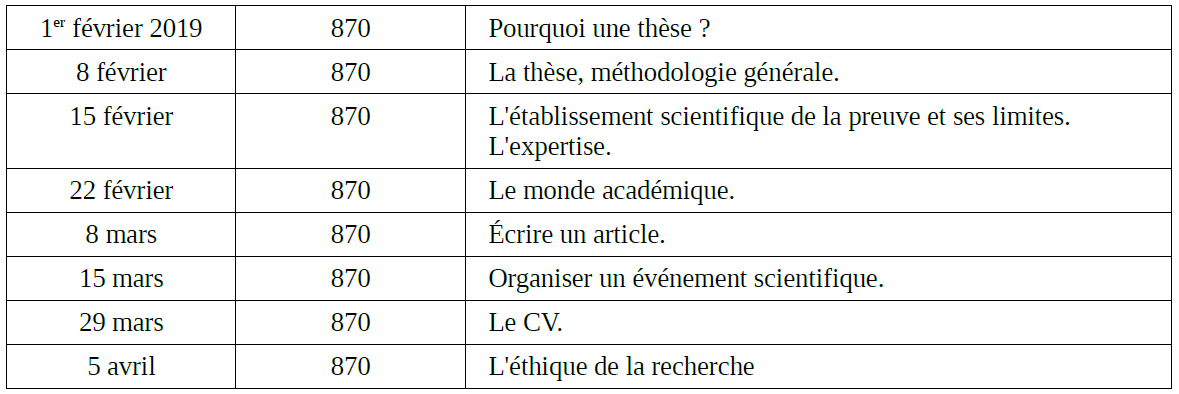 1er février 2019 870 Pourquoi une thèse ?
8 février 870 La thèse, méthodologie générale.
15 février 870 L'établissement scientifique de la preuve et ses limites.
L'expertise.
22 février 870 Le monde académique.
8 mars 870 Écrire un article.
15 mars 870 Organiser un événement scientifique.
29 mars 870 Le CV.
5 avril 870 L'éthique de la recherche